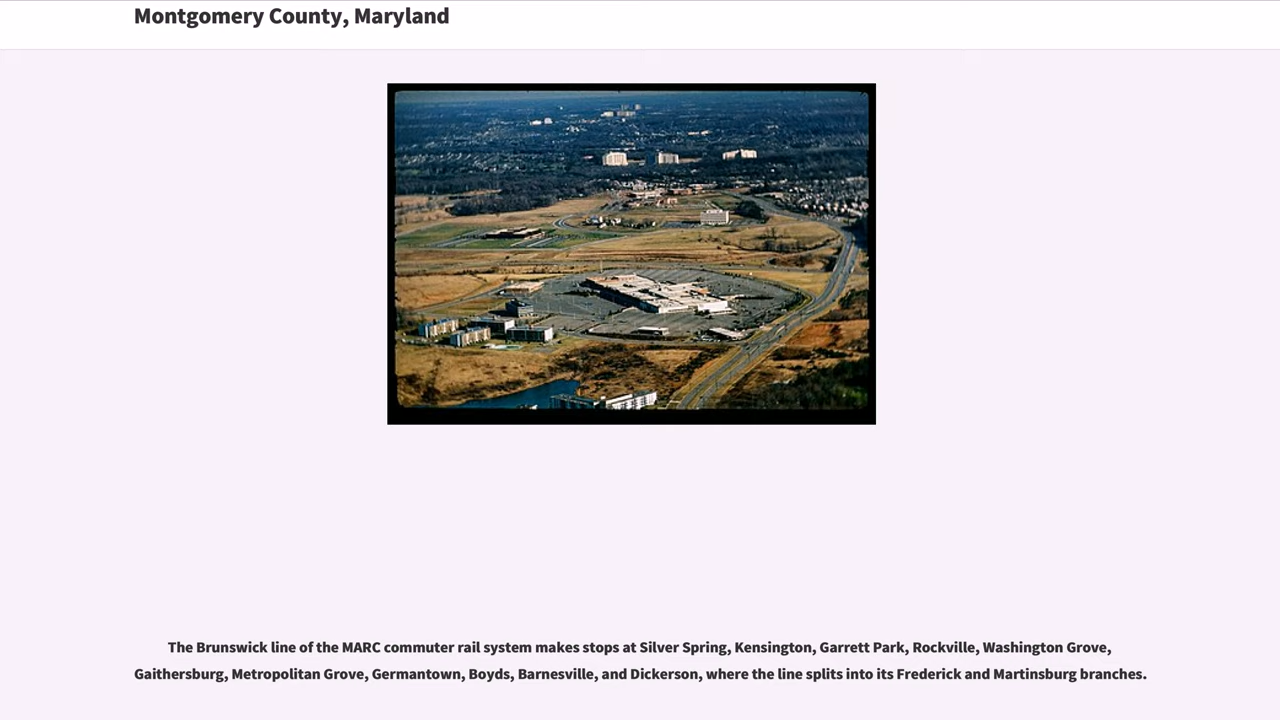 Montgomery County, Maryland
The Brunswick line of the MARC commuter rail system makes stops at Silver Spring, Kensington, Garrett Park, Rockville, Washington Grove,
Gaithersburg, Metropolitan Grove, Germantown, Boyds, Barnesville, and Dickerson, where the line splits into its Frederick and Martinsburg branches.